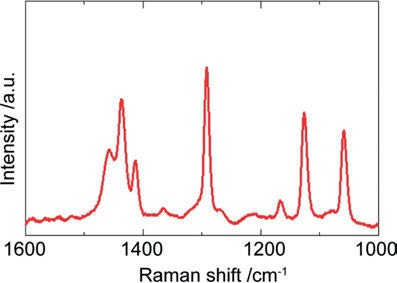 Intensity /a.u.
1600 1400 1200 1000
Raman shift /cm-1